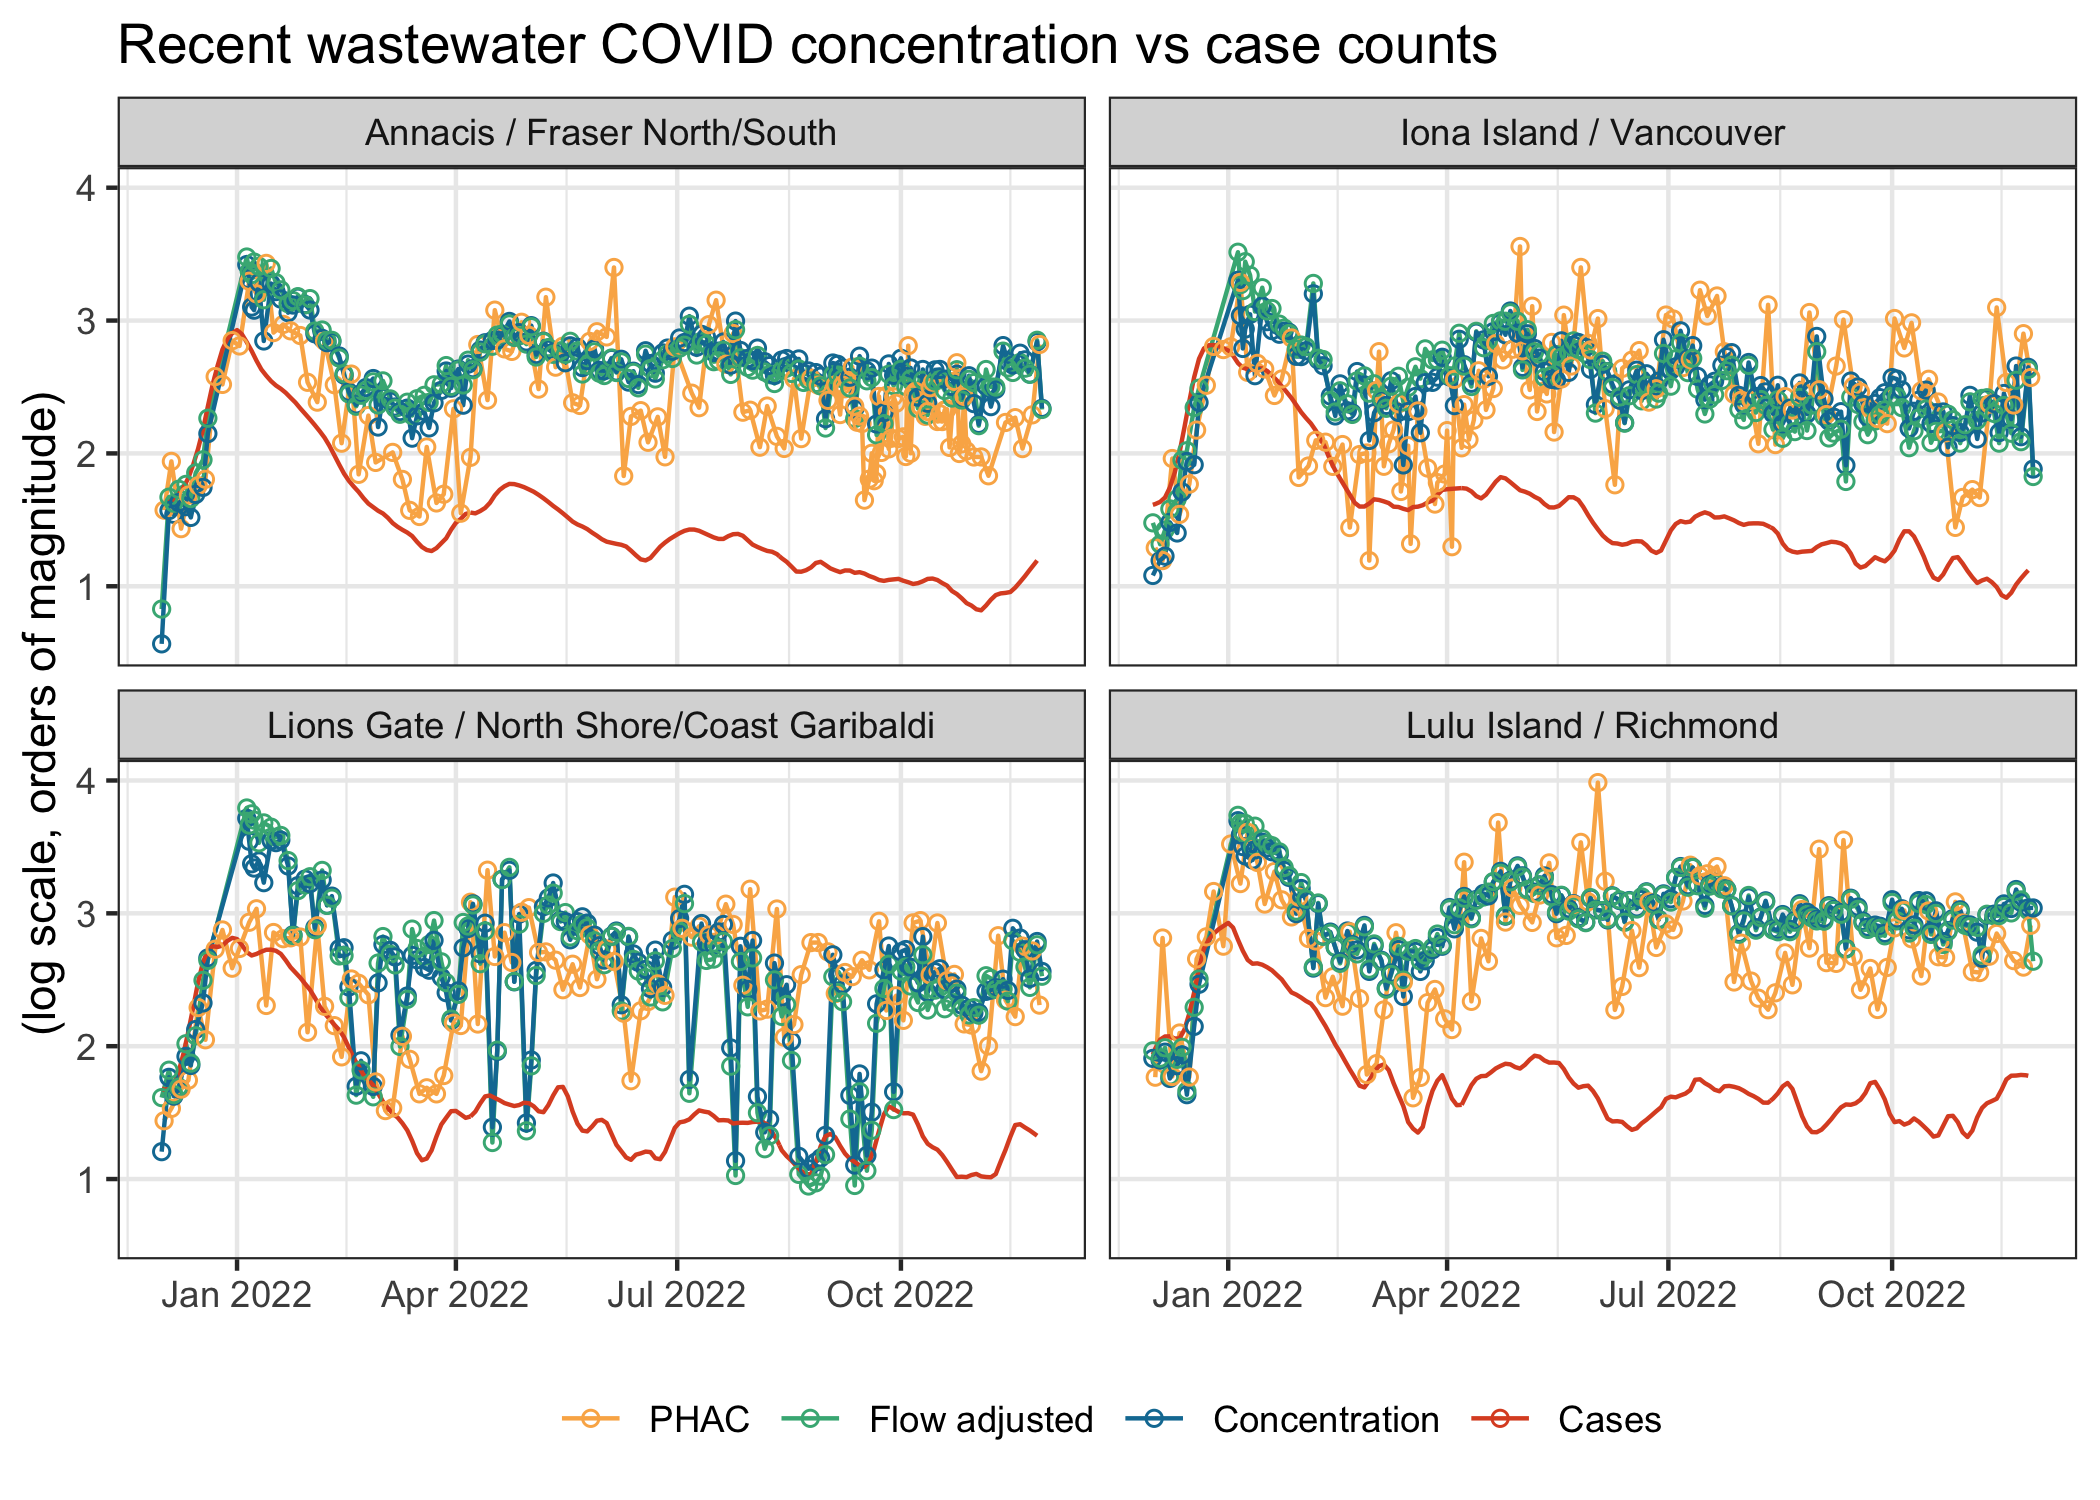 Recent wastewater COVID concentration vs case counts
Annacis / Fraser North/South
Iona Island / Vancouver
4
3
2
1
(log scale, orders of magnitude)
Lions Gate / North Shore/Coast Garibaldi
Lulu Island / Richmond
4
3
2
1
Jan 2022 Apr 2022 Jul 2022 Oct 2022
Jan 2022 Apr 2022 Jul 2022 Oct 2022
PHAC Flow adjusted Concentration Cases